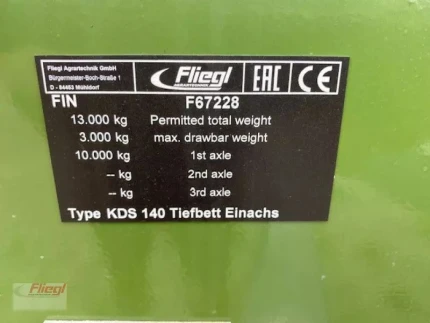 Fliegl Agrartechnik GmbH
Bürgermeister-Boch-Straße 1
D - 84453 Mühldorf
Fliegl
AGRARTECHNIK
EAC CE
FIN F67228
13.000 kg Permitted total weight
3.000 kg max. drawbar weight
10.000 kg 1st axle
-- kg 2nd axle
-- kg 3rd axle
Type KDS 140 Tiefbett Einachs
Fliegl